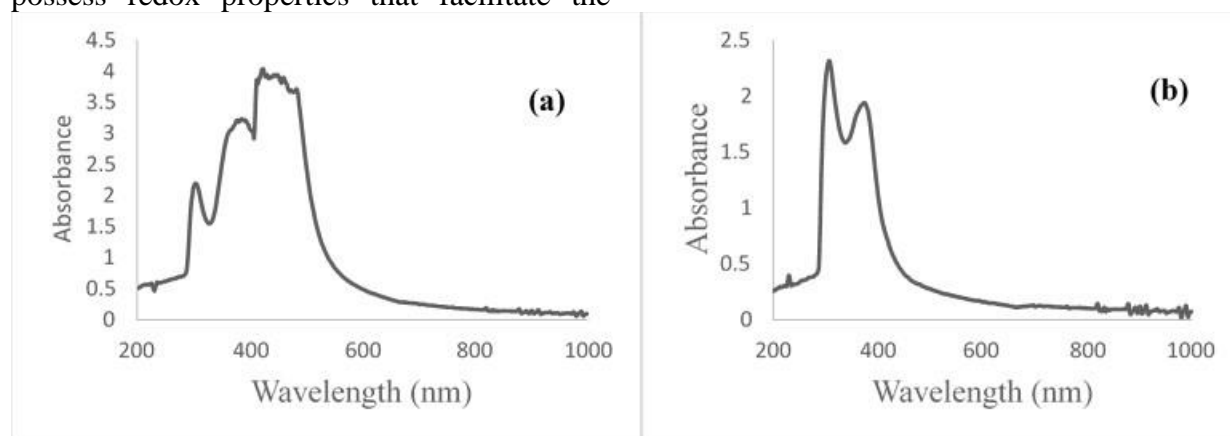 possess redox properties that facilitate the
4.5
4
3.5
3
2.5
2
1.5
1
0.5
0
Absorbance
(a)
200 400 600 800 1000
Wavelength (nm)
2.5
2
1.5
1
0.5
0
Absorbance
(b)
200 400 600 800 1000
Wavelength (nm)